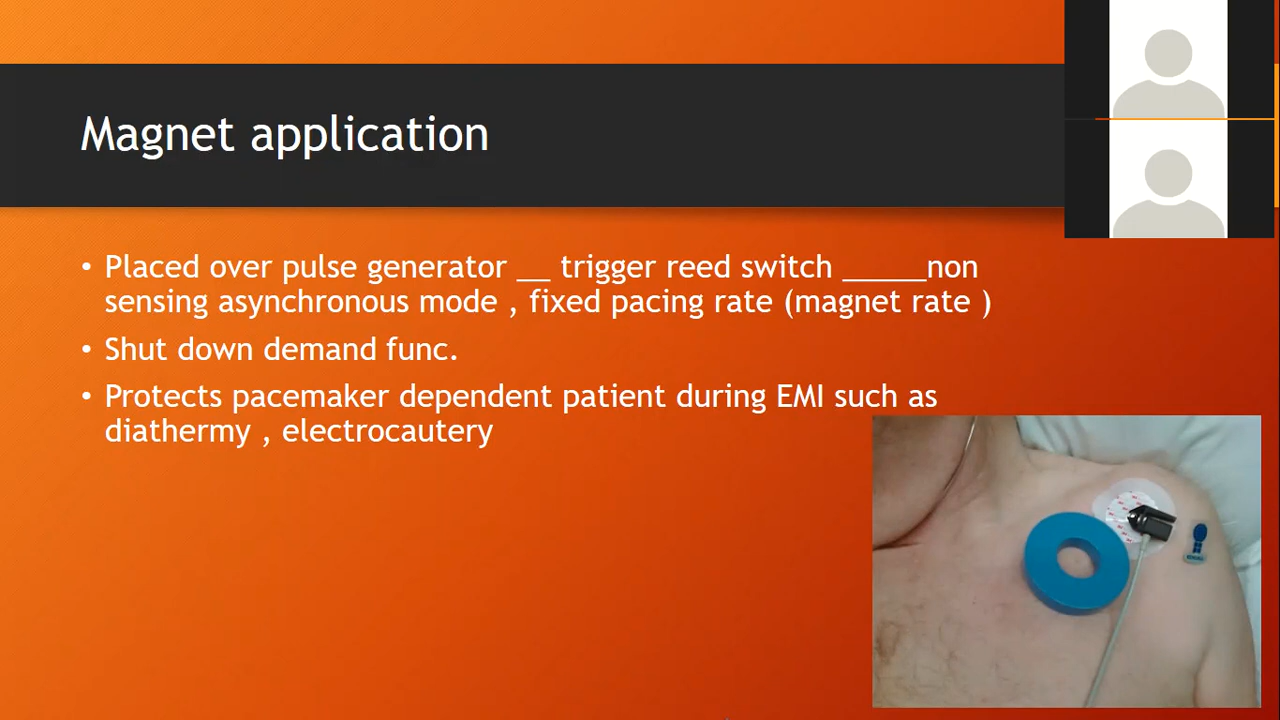 Magnet application
• Placed over pulse generator __ trigger reed switch _____non
sensing asynchronous mode , fixed pacing rate (magnet rate )
• Shut down demand func.
• Protects pacemaker dependent patient during EMI such as
diathermy , electrocautery